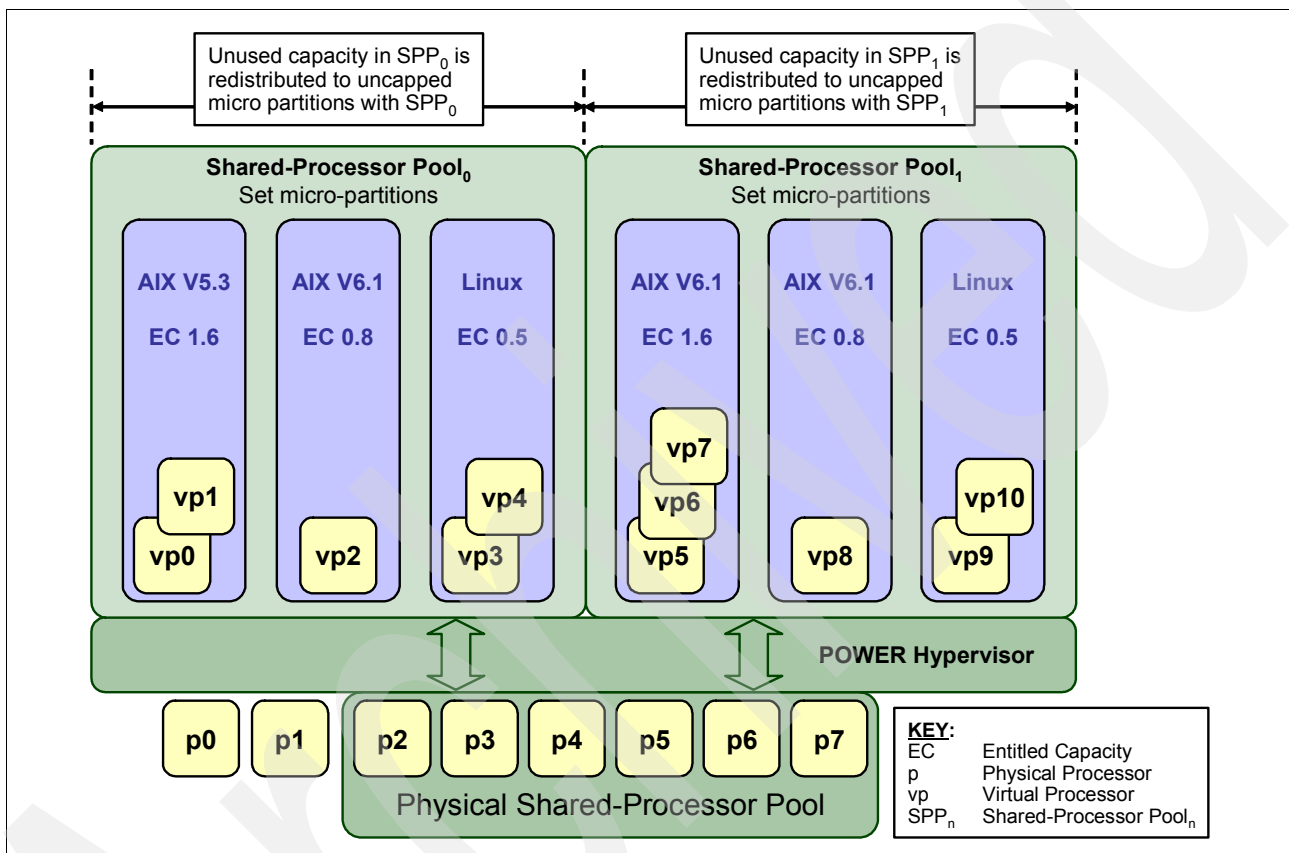 Unused capacity in SPP0 is
redistributed to uncapped
micro partitions with SPP0
Unused capacity in SPP1 is
redistributed to uncapped
micro partitions with SPP1
Shared-Processor Pool0
Set micro-partitions
Shared-Processor Pool1
Set micro-partitions
AIX V5.3
EC 1.6
AIX V6.1
EC 0.8
Linux
EC 0.5
AIX V6.1
EC 1.6
AIX V6.1
EC 0.8
Linux
EC 0.5
vp1
vp0
vp2
vp4
vp3
vp7
vp6
vp5
vp8
vp10
vp9
POWER Hypervisor
p0
p1
p2
p3
p4
p5
p6
p7
Physical Shared-Processor Pool
KEY:
EC Entitled Capacity
p Physical Processor
vp Virtual Processor
SPPn Shared-Processor Pooln